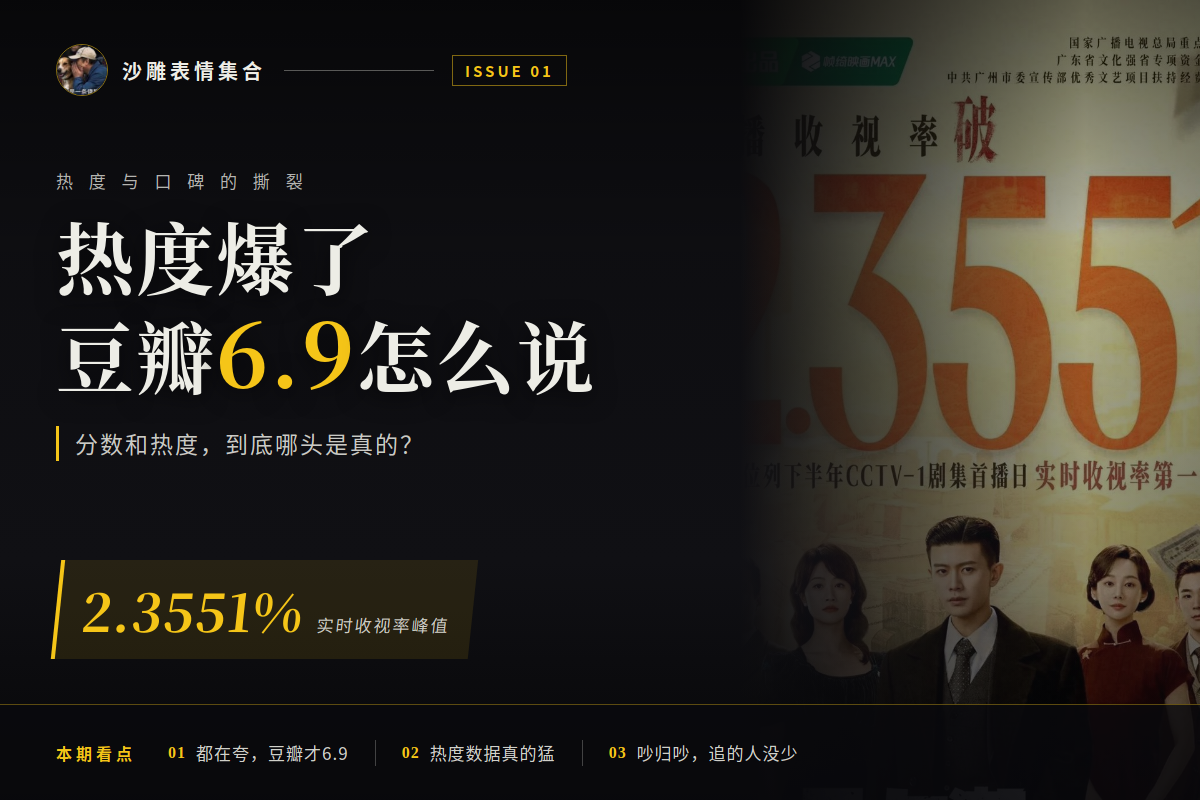 沙雕表情集合
ISSUE 01
国家广播电视总局重点
广东省文化强省专项资金
中共广州市委宣传部优秀文艺项目扶持经
MAX
收视率破
热度与口碑的撕裂
热度爆了
豆瓣6.9怎么说
分数和热度，到底哪头是真的？
.3551
列下半年CCTV-1剧集首播日 实时收视率第一
2.3551% 实时收视率峰值
本期看点 01 都在夸，豆瓣才6.9 02 热度数据真的猛 03 吵归吵，追的人没少